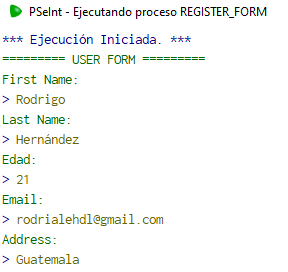 PSeInt - Ejecutando proceso REGISTER_FORM
*** Ejecución Iniciada. ***
========= USER FORM =========
First Name:
> Rodrigo
Last Name:
> Hernández
Edad:
> 21
Email:
> rodrialehdl@gmail.com
Address:
> Guatemala